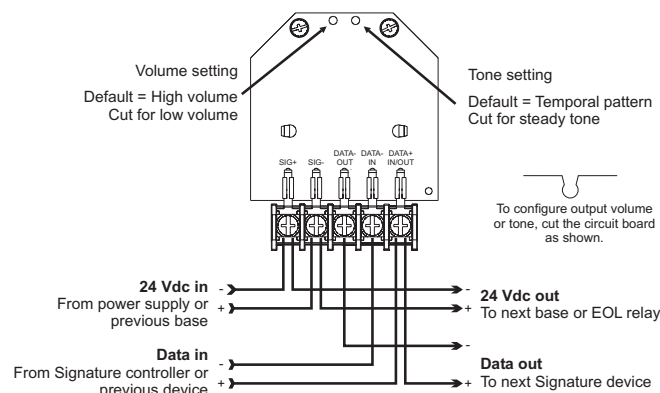 Volume setting
Default = High volume
Cut for low volume
Tone setting
Default = Temporal pattern
Cut for steady tone
SIG+
SIG-
DATA-
OUT
DATA-
IN
DATA+
IN/OUT
To configure output volume
or tone, cut the circuit board
as shown.
24 Vdc in
From power supply or
previous base
-
+
-
+
24 Vdc out
To next base or EOL relay
Data in
From Signature controller or
previous device
-
+
-
+
Data out
To next Signature device